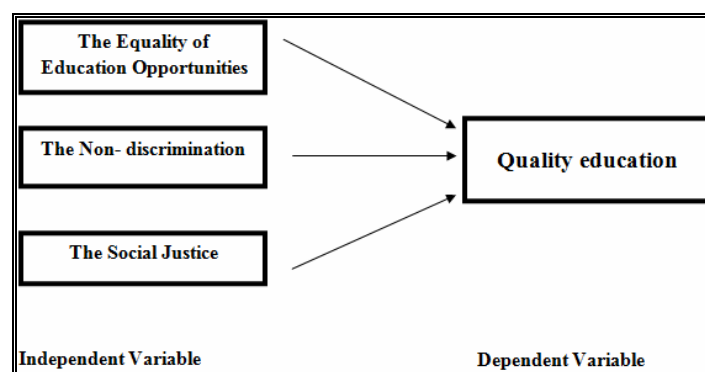 The Equality of
Education Opportunities
The Non- discrimination
Quality education
The Social Justice
Independent Variable
Dependent Variable